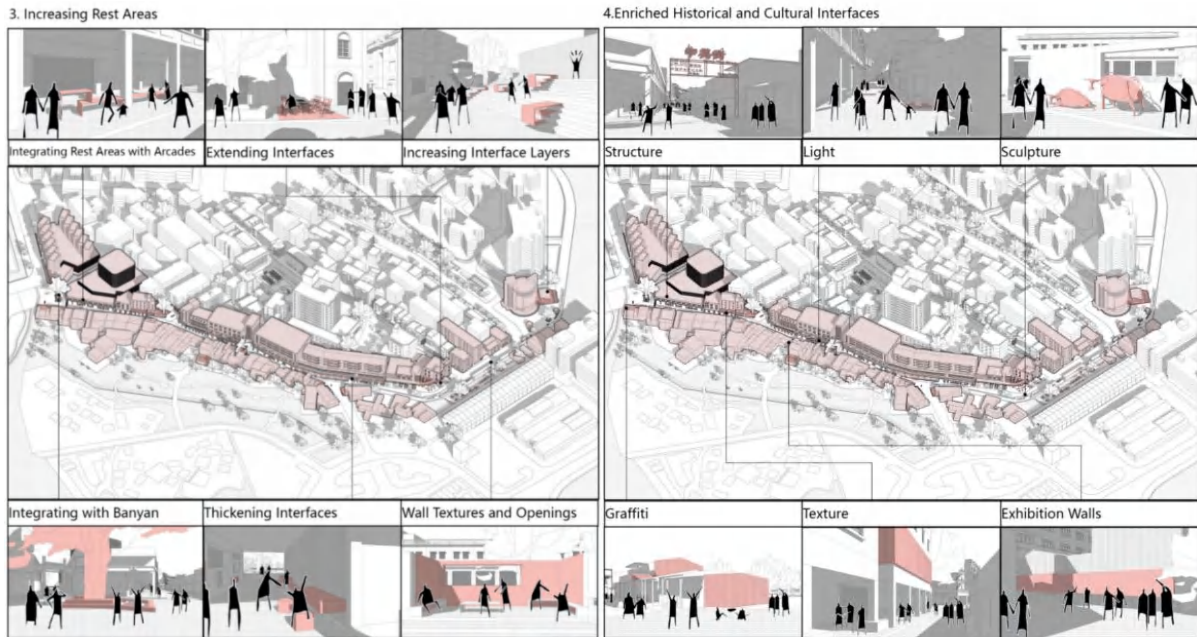 3. Increasing Rest Areas
4.Enriched Historical and Cultural Interfaces
Integrating Rest Areas with Arcades
Extending Interfaces
Increasing Interface Layers
Structure
Light
Sculpture
Integrating with Banyan
Thickening Interfaces
Wall Textures and Openings
Graffiti
Texture
Exhibition Walls